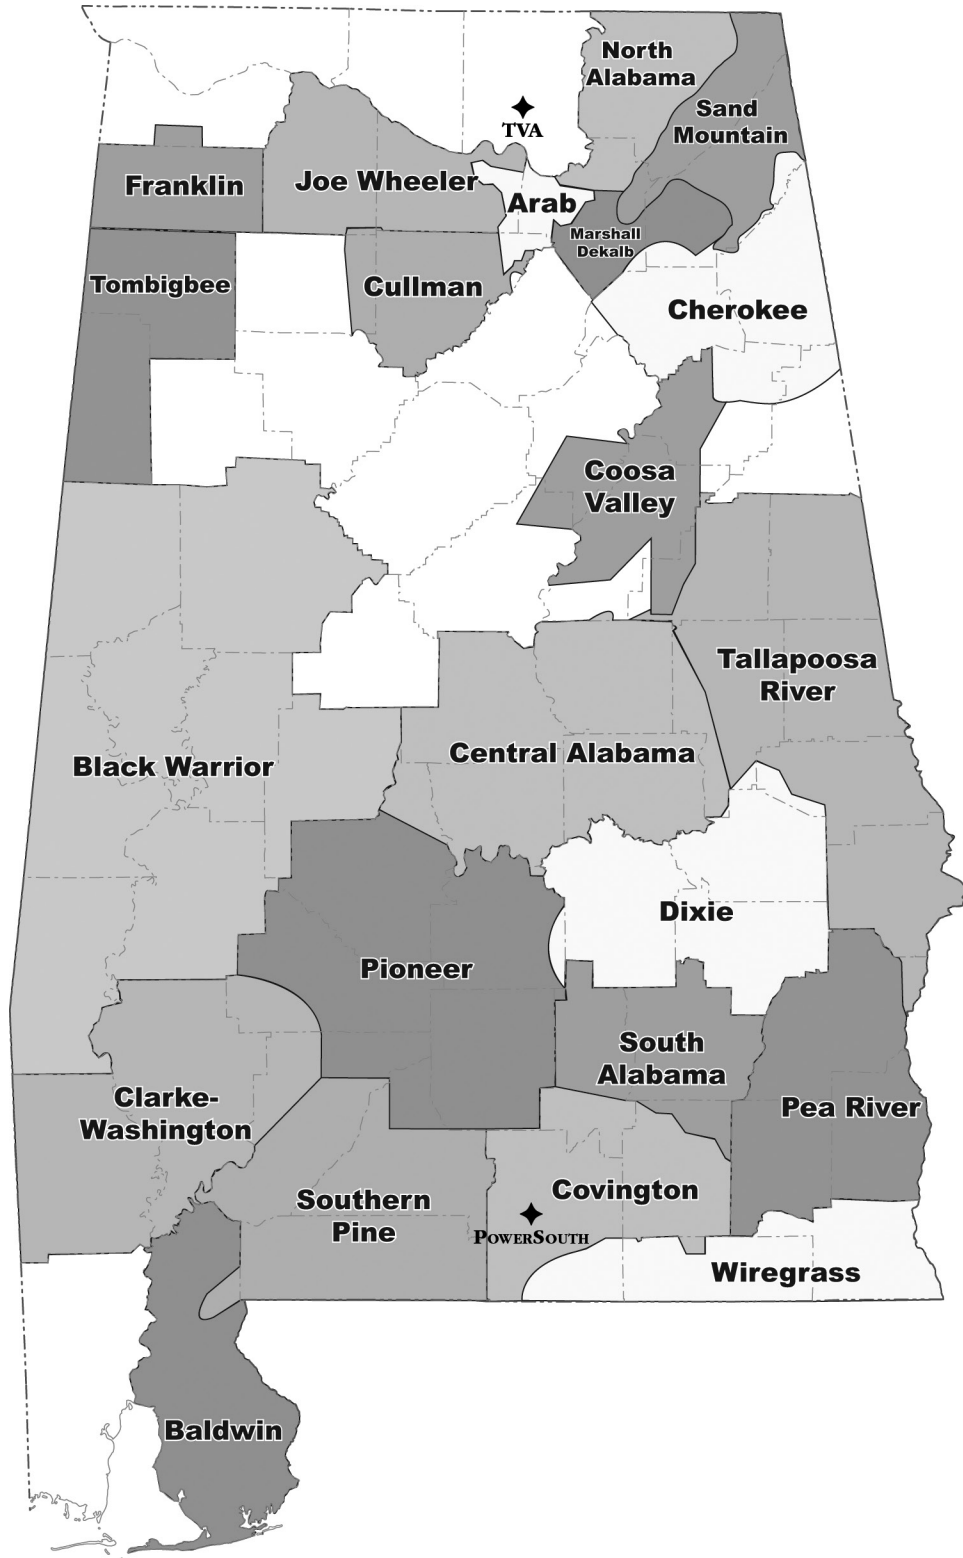 North
Alabama
Sand
Mountain
TVA
Franklin
Joe Wheeler
Arab
Marshall
Dekalb
Tombigbee
Cullman
Cherokee
Coosa
Valley
Tallapoosa
River
Black Warrior
Central Alabama
Dixie
Pioneer
South
Alabama
Clarke-
Washington
Pea River
Southern
Pine
Covington
PowerSouth
Wiregrass
Baldwin